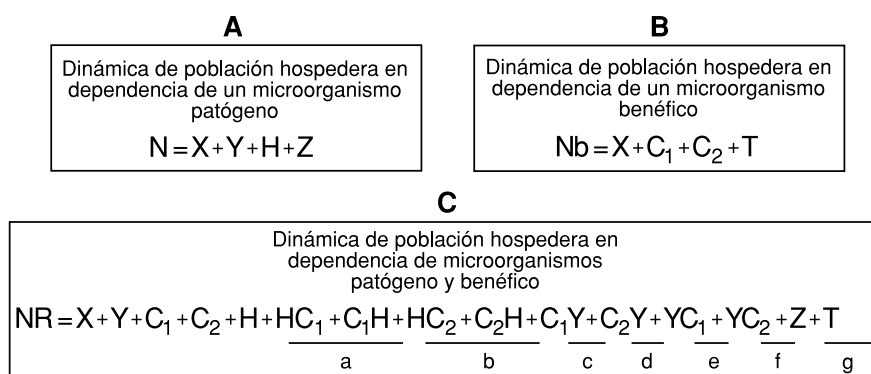 A
Dinámica de población hospedera en
dependencia de un microorganismo
patógeno
N=X+Y+H+Z
B
Dinámica de población hospedera en
dependencia de un microorganismo
benéfico
Nb=X+C₁+C₂+T
C
Dinámica de población hospedera en
dependencia de microorganismos
patógeno y benéfico
NR=X+Y+C₁+C₂+H+HC₁+C₁H+HC₂+C₂H+C₁Y+C₂Y+YC₁+YC₂+Z+T
a b c d e f g